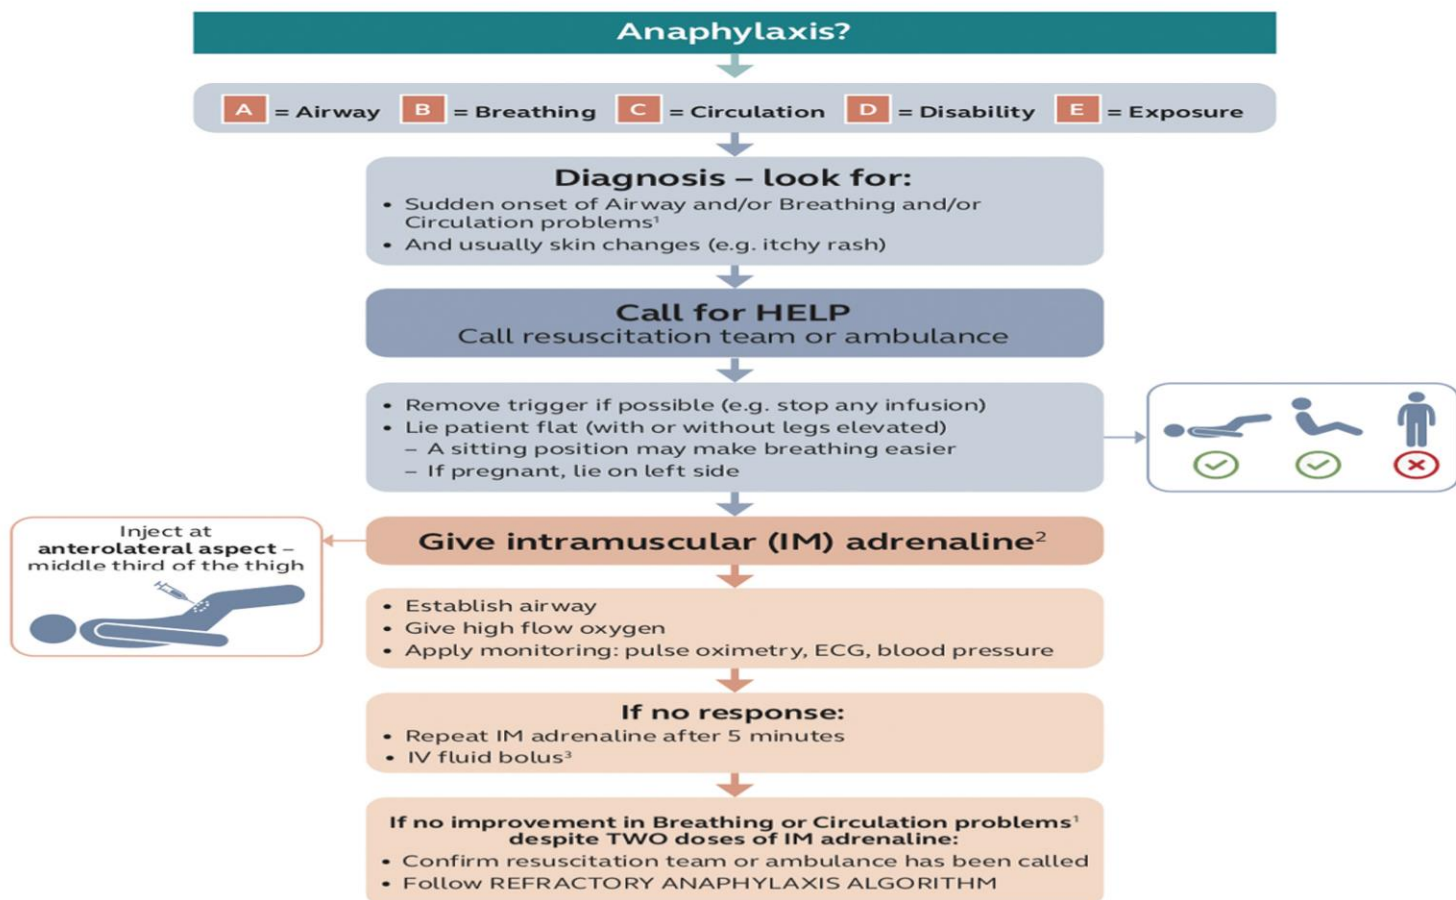 Anaphylaxis?
A = Airway B = Breathing C = Circulation D = Disability E = Exposure
Diagnosis – look for:
• Sudden onset of Airway and/or Breathing and/or
Circulation problems¹
• And usually skin changes (e.g. itchy rash)
Call for HELP
Call resuscitation team or ambulance
• Remove trigger if possible (e.g. stop any infusion)
• Lie patient flat (with or without legs elevated)
– A sitting position may make breathing easier
– If pregnant, lie on left side
Inject at
anterolateral aspect –
middle third of the thigh
Give intramuscular (IM) adrenaline²
• Establish airway
• Give high flow oxygen
• Apply monitoring: pulse oximetry, ECG, blood pressure
If no response:
• Repeat IM adrenaline after 5 minutes
• IV fluid bolus³
If no improvement in Breathing or Circulation problems¹
despite TWO doses of IM adrenaline:
• Confirm resuscitation team or ambulance has been called
• Follow REFRACTORY ANAPHYLAXIS ALGORITHM